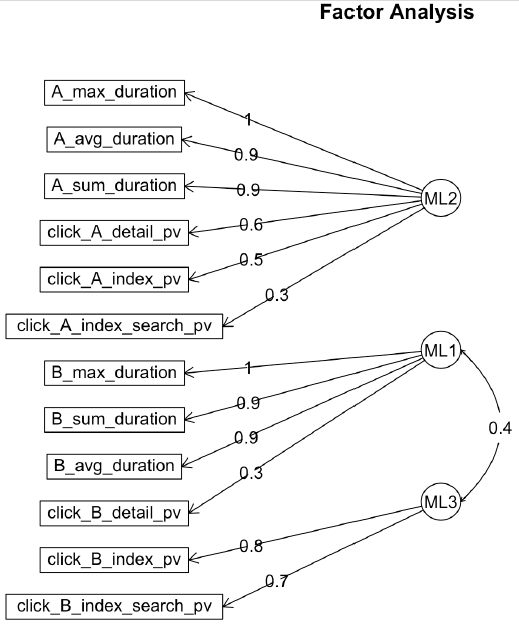 Factor Analysis
A_max_duration
1
A_avg_duration
0.9
A_sum_duration
0.9
ML2
click_A_detail_pv
0.6
click_A_index_pv
0.5
click_A_index_search_pv
0.3
B_max_duration
1
ML1
B_sum_duration
0.9
B_avg_duration
0.9
0.4
click_B_detail_pv
0.3
ML3
click_B_index_pv
0.8
click_B_index_search_pv
0.7